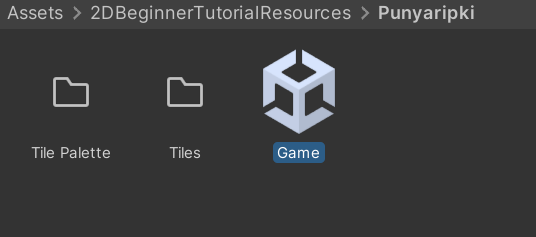 Assets > 2DBeginnerTutorialResources > Punyaripki
Tile Palette
Tiles
Game